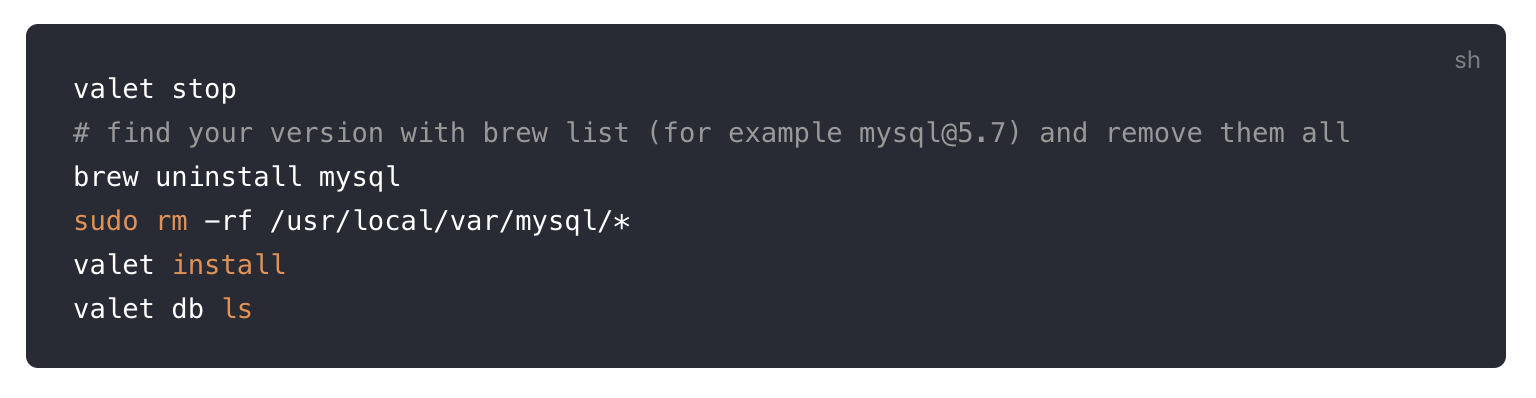 sh
valet stop
# find your version with brew list (for example mysql@5.7) and remove them all
brew uninstall mysql
sudo rm -rf /usr/local/var/mysql/*
valet install
valet db ls